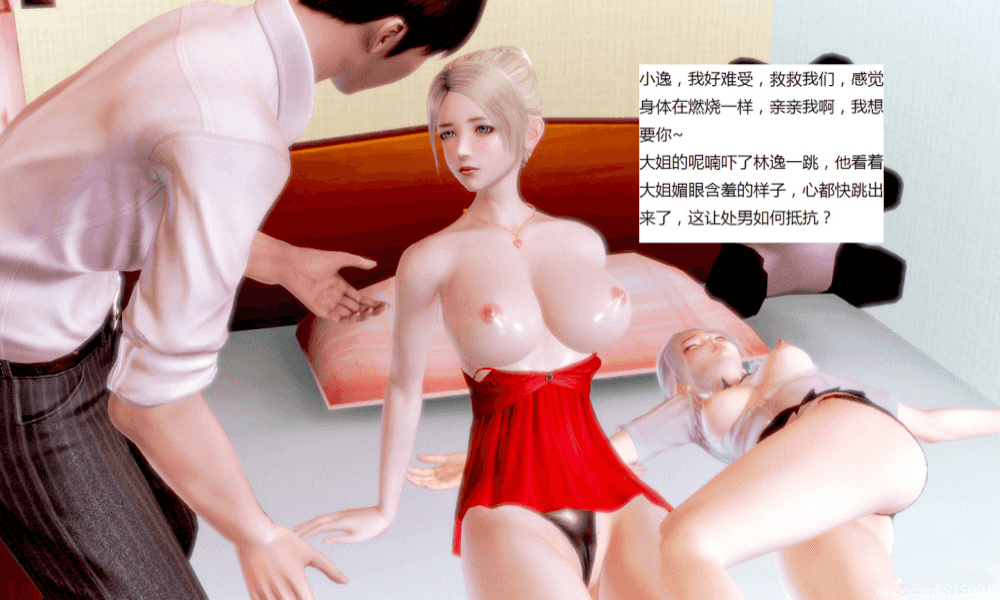 小逸，我好难受，救救我们，感觉
身体在燃烧一样，亲亲我啊，我想
要你~
大姐的呢喃吓了林逸一跳，他看着
大姐媚眼含羞的样子，心都快跳出
来了，这让处男如何抵抗？